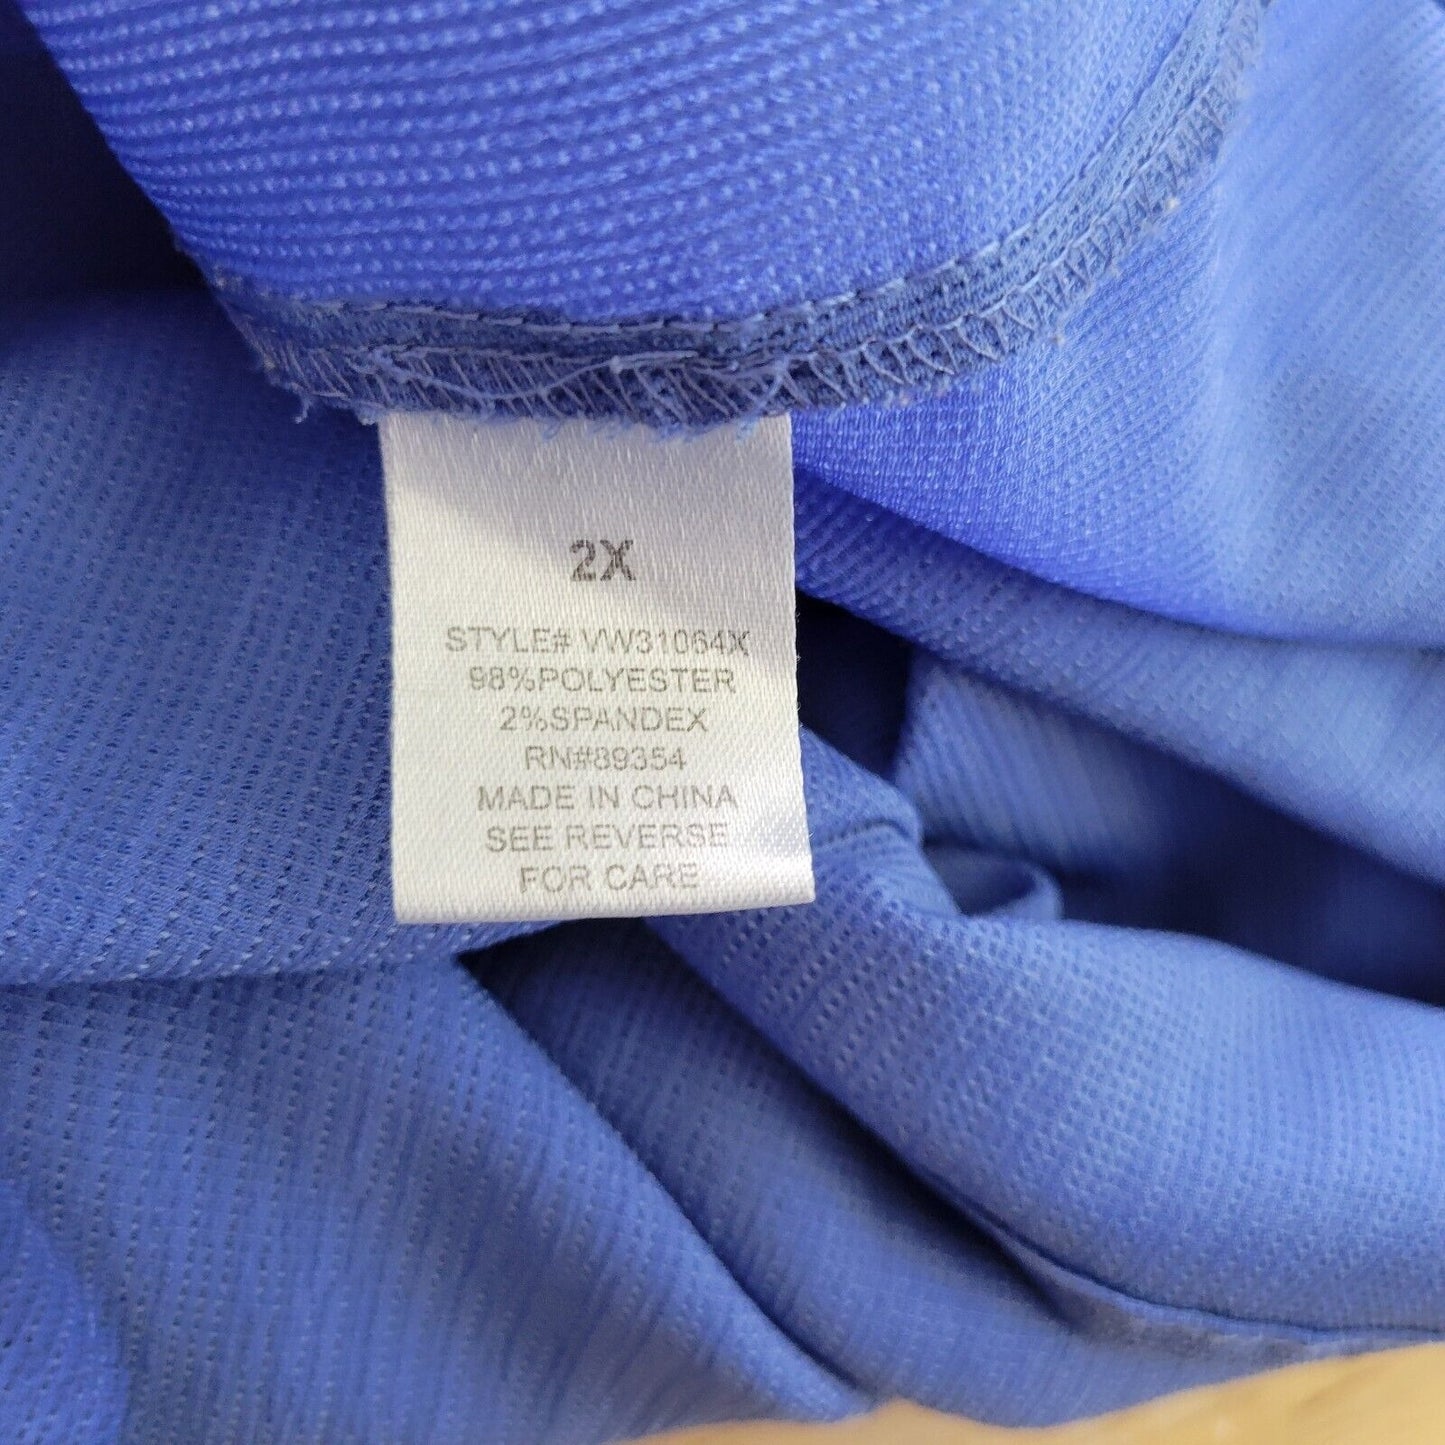 2X
STYLE# VW31064X
98%POLYESTER
2%SPANDEX
RN#89354
MADE IN CHINA
SEE REVERSE
FOR CARE